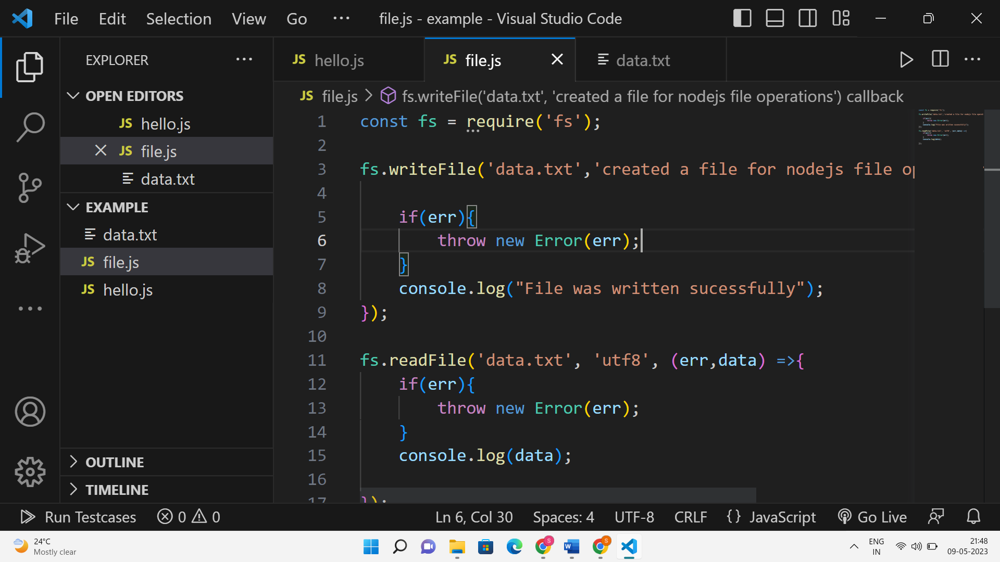 File Edit Selection View Go ··· file.js - example - Visual Studio Code
EXPLORER ···
OPEN EDITORS
JS hello.js
JS file.js
data.txt
EXAMPLE
data.txt
JS file.js
JS hello.js
OUTLINE
TIMELINE
JS hello.js JS file.js data.txt
JS file.js > fs.writeFile('data.txt', 'created a file for nodejs file operations') callback
1 const fs = require('fs');
2
3 fs.writeFile('data.txt','created a file for nodejs file op
4
5 if(err){
6 throw new Error(err);
7 }
8 console.log("File was written sucessfully");
9 });
10
11 fs.readFile('data.txt', 'utf8', (err,data) =>{
12 if(err){
13 throw new Error(err);
14 }
15 console.log(data);
16
17 });
Run Testcases 0 0 Ln 6, Col 30 Spaces: 4 UTF-8 CRLF {} JavaScript Go Live
24°C
Mostly clear
S
W
S
ENG
IN
21:48
09-05-2023